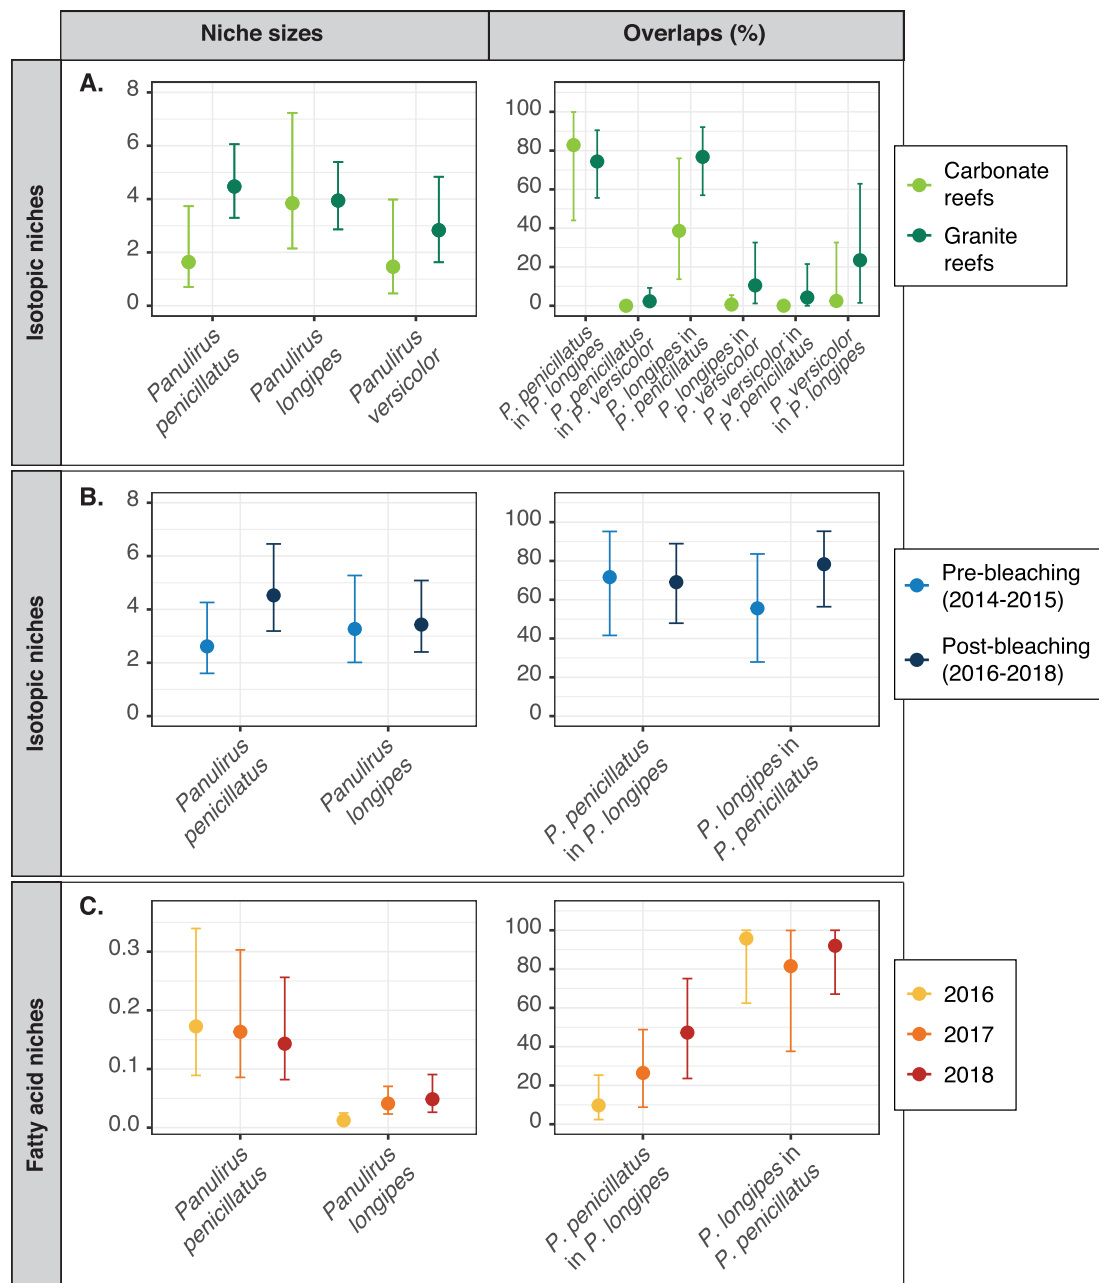 Niche sizes
Overlaps (%)
Isotopic niches
A.
8
6
4
2
0
Panulirus
penicillatus
Panulirus
longipes
Panulirus
versicolor
100
80
60
40
20
0
P. penicillatus
in P. longipes
P. penicillatus
in P. versicolor
P. longipes in
P. penicillatus
P. longipes in
P. versicolor
P. versicolor in
P. penicillatus
P. versicolor
in P. longipes
Carbonate
reefs
Granite
reefs
Isotopic niches
B.
8
6
4
2
0
Panulirus
penicillatus
Panulirus
longipes
100
80
60
40
20
0
P. penicillatus
in P. longipes
P. longipes in
P. penicillatus
Pre-bleaching
(2014-2015)
Post-bleaching
(2016-2018)
Fatty acid niches
C.
0.3
0.2
0.1
0.0
Panulirus
penicillatus
Panulirus
longipes
100
80
60
40
20
0
P. penicillatus
in P. longipes
P. longipes in
P. penicillatus
2016
2017
2018